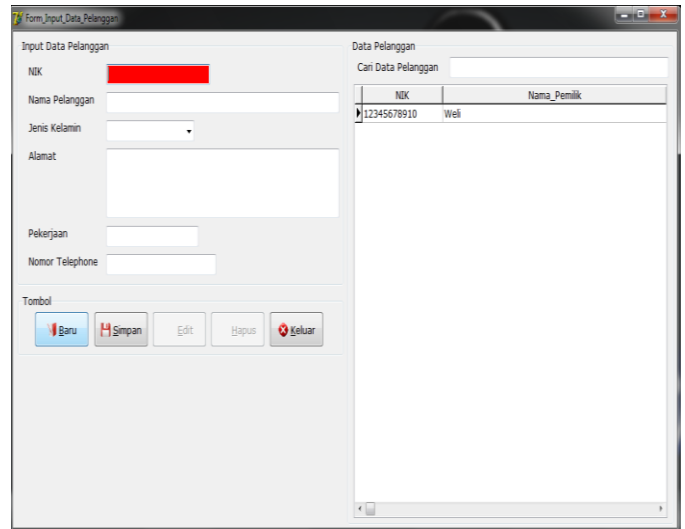 Form_Input_Data_Pelanggan
Input Data Pelanggan
NIK
Nama Pelanggan
Jenis Kelamin
Alamat
Pekerjaan
Nomor Telephone
Tombol
Baru
Simpan
Edit
Hapus
Keluar
Data Pelanggan
Cari Data Pelanggan
NIK Nama_Pemilik
12345678910 Weli